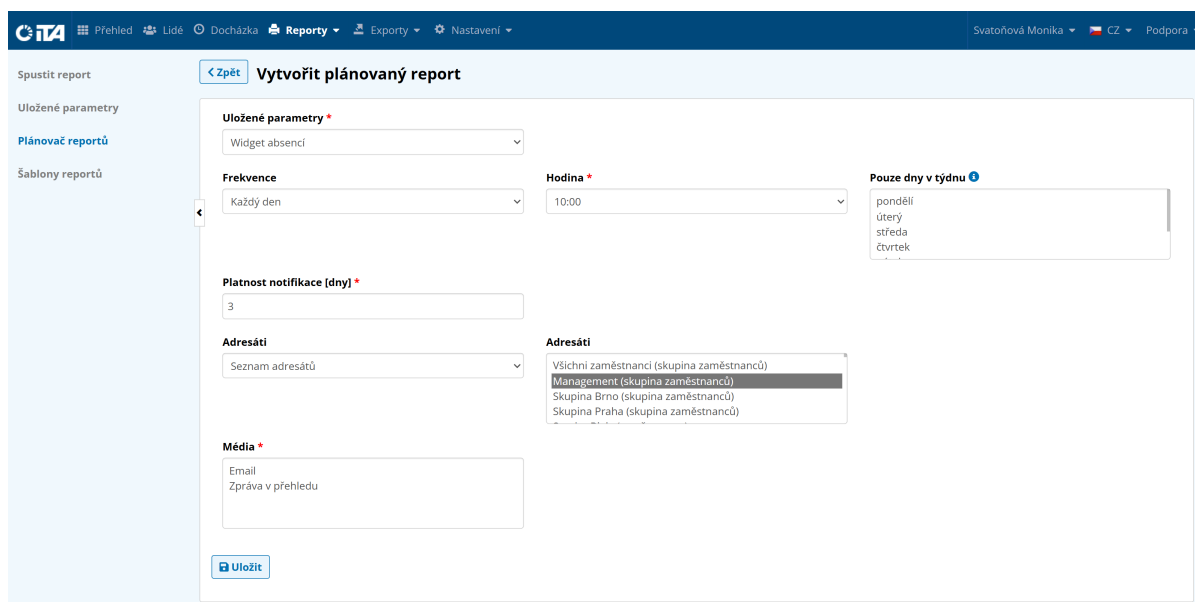 iTA Přehled Lidé Docházka Reporty Exporty Nastavení Svatoňová Monika CZ Podpora
Spustit report
Uložené parametry
Plánovač reportů
Šablony reportů
Zpět Vytvořit plánovaný report
Uložené parametry *
Widget absencí
Frekvence
Každý den
Hodina *
10:00
Pouze dny v týdnu
pondělí
úterý
středa
čtvrtek
Platnost notifikace [dny] *
3
Adresáti
Seznam adresátů
Adresáti
Všichni zaměstnanci (skupina zaměstnanců)
Management (skupina zaměstnanců)
Skupina Brno (skupina zaměstnanců)
Skupina Praha (skupina zaměstnanců)
Média *
Email
Zpráva v přehledu
Uložit